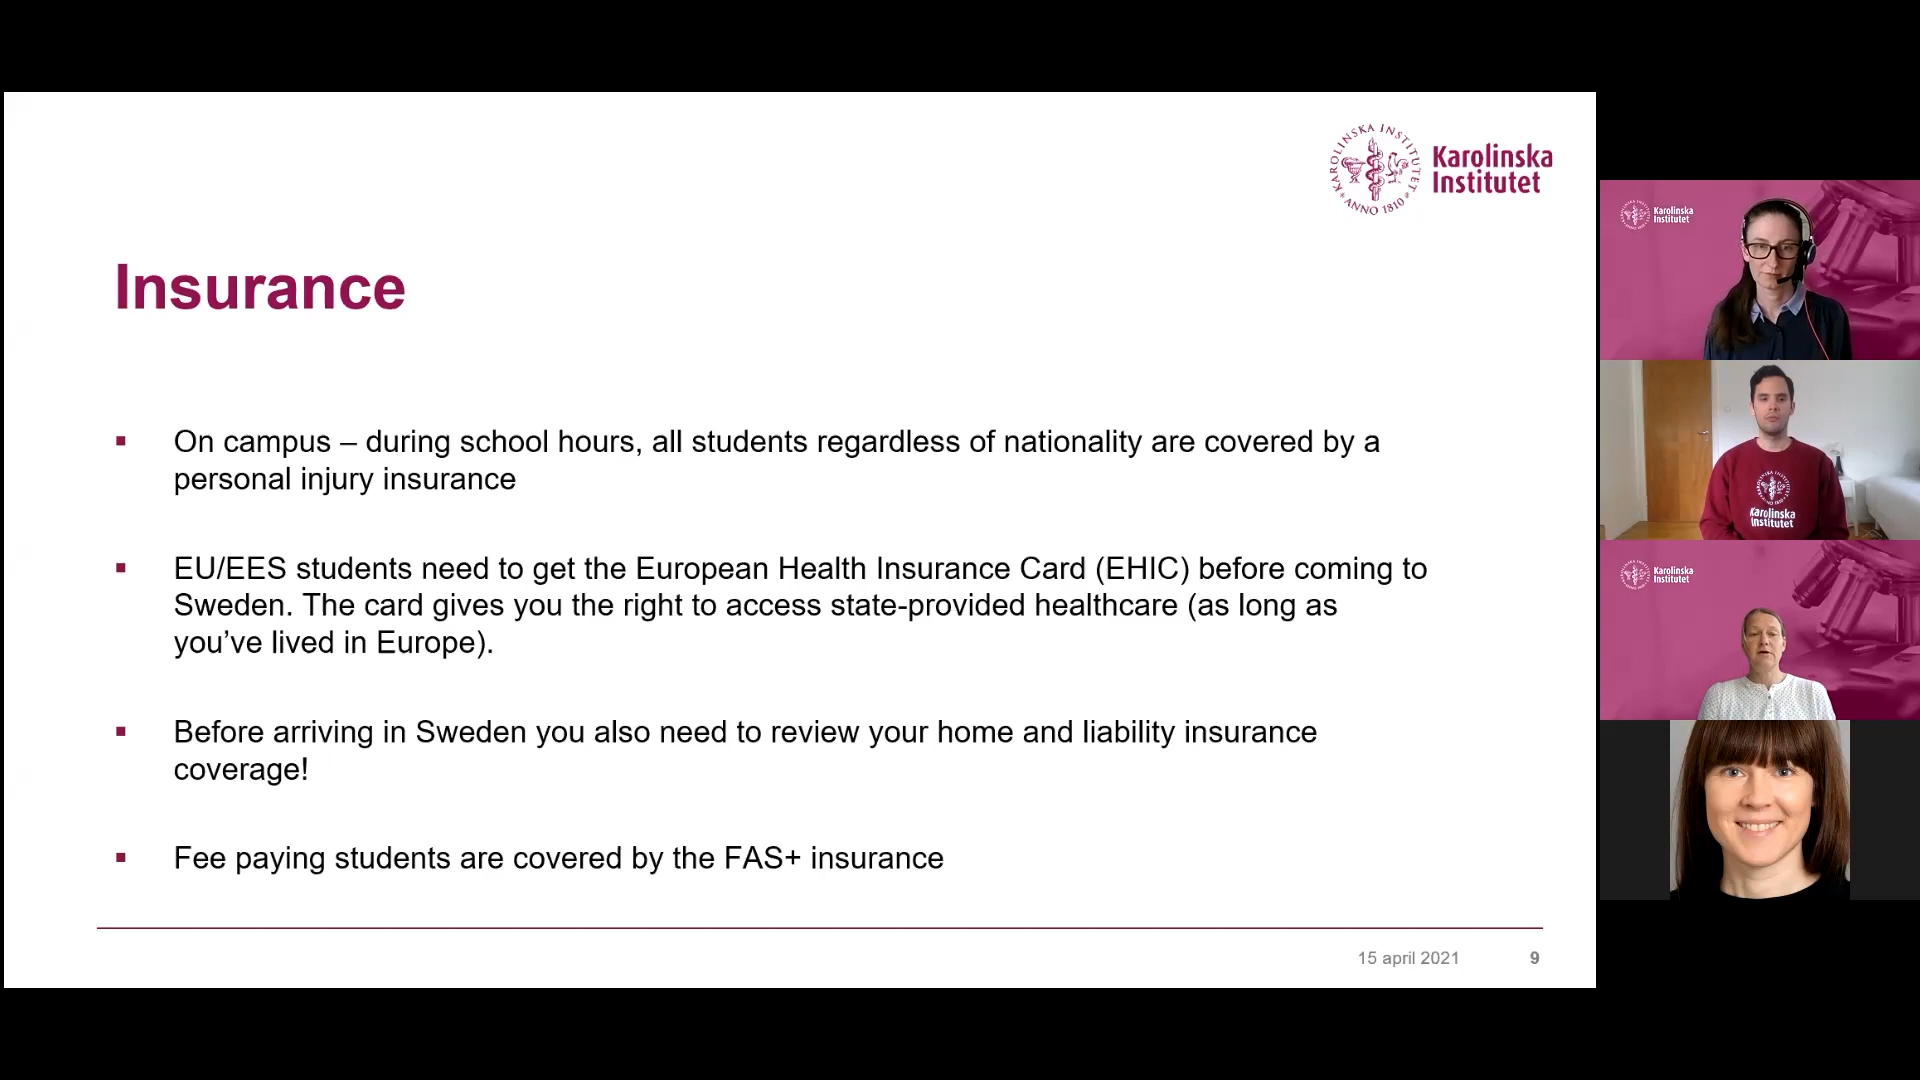 KAROLINSKA INSTITUTET
ANNO 1810
Karolinska
Institutet
Insurance
On campus – during school hours, all students regardless of nationality are covered by a
personal injury insurance
EU/EES students need to get the European Health Insurance Card (EHIC) before coming to
Sweden. The card gives you the right to access state-provided healthcare (as long as
you’ve lived in Europe).
Before arriving in Sweden you also need to review your home and liability insurance
coverage!
Fee paying students are covered by the FAS+ insurance
15 april 2021
9
Karolinska
Institutet
Karolinska
Institutet
Karolinska
Institutet